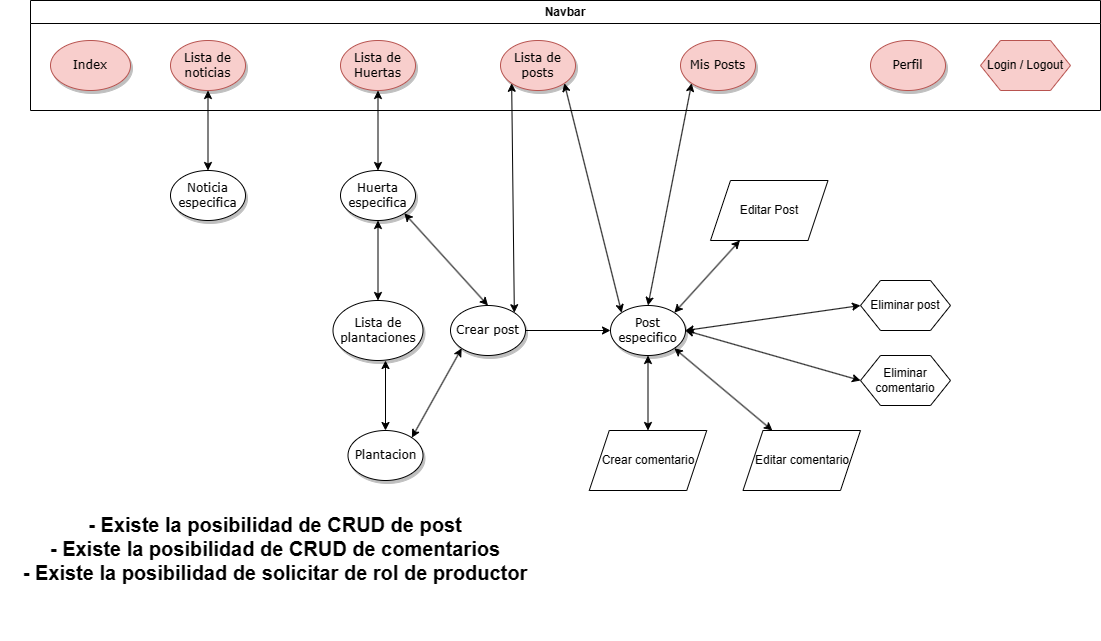 Navbar
Index
Lista de
noticias
Lista de
Huertas
Lista de
posts
Mis Posts
Perfil
Login / Logout
Noticia
especifica
Huerta
especifica
Editar Post
Lista de
plantaciones
Crear post
Post
especifico
Eliminar post
Eliminar
comentario
Plantacion
Crear comentario
Editar comentario
- Existe la posibilidad de CRUD de post
- Existe la posibilidad de CRUD de comentarios
- Existe la posibilidad de solicitar de rol de productor